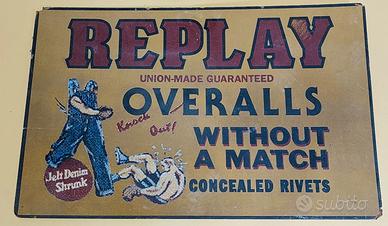 REPLAY
UNION-MADE GUARANTEED
OVERALLS
Knock
Out!
WITHOUT
A MATCH
Jelt Denim
Shrunk
CONCEALED RIVETS
subito